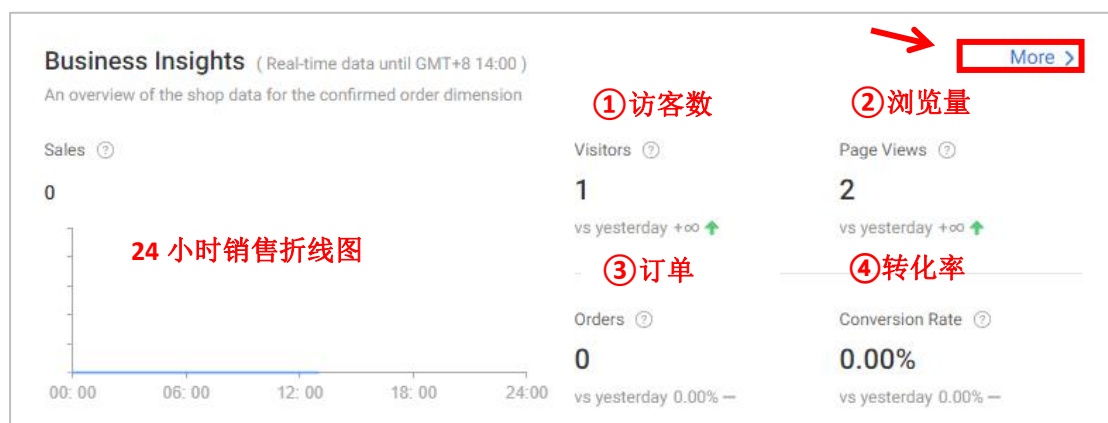 Business Insights ( Real-time data until GMT+8 14:00 )
More >
An overview of the shop data for the confirmed order dimension
①访客数
②浏览量
Sales ?
Visitors ?
Page Views ?
0
1
2
vs yesterday +∞
vs yesterday +∞
24 小时销售折线图
③订单
④转化率
Orders ?
Conversion Rate ?
0
0.00%
00: 00 06: 00 12: 00 18: 00 24:00
vs yesterday 0.00% —
vs yesterday 0.00% —